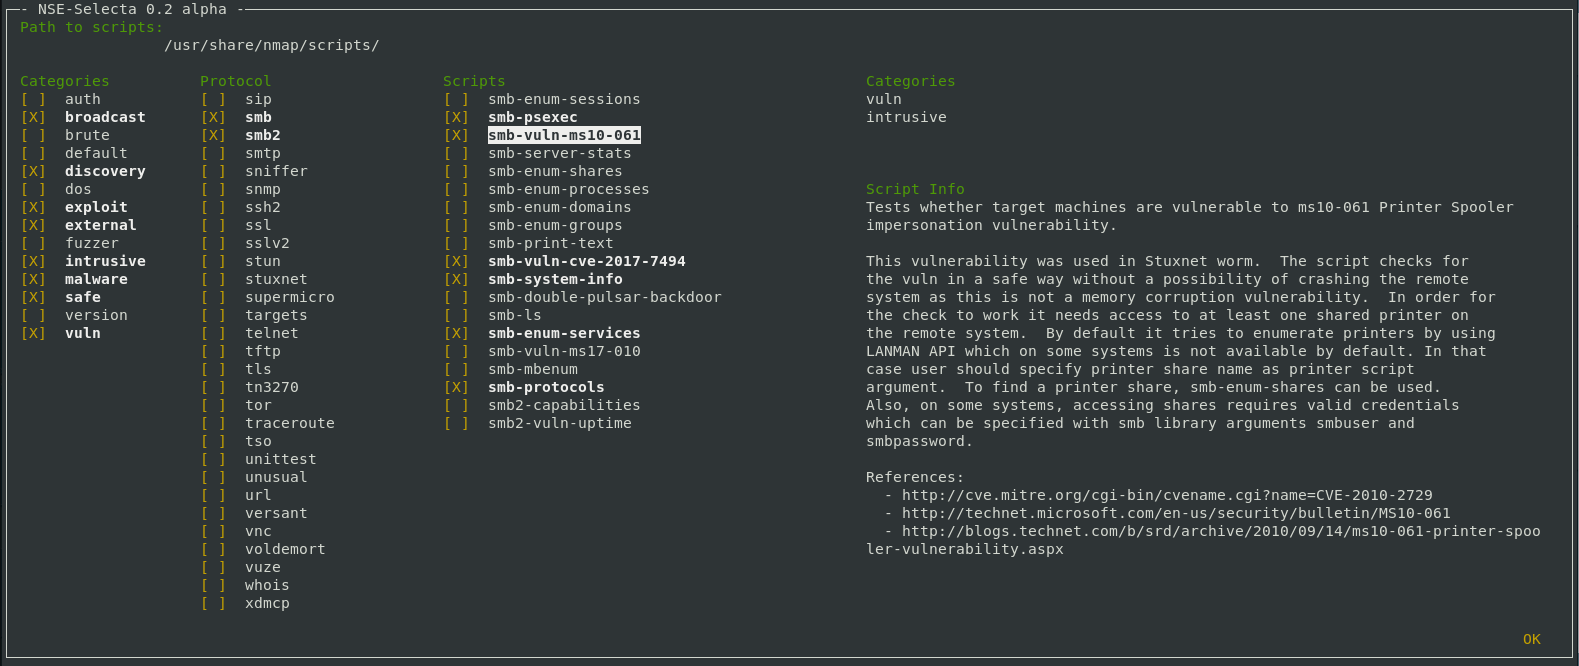 - NSE-Selecta 0.2 alpha -
Path to scripts:
/usr/share/nmap/scripts/
Categories
[ ] auth
[X] broadcast
[ ] brute
[ ] default
[X] discovery
[ ] dos
[X] exploit
[X] external
[ ] fuzzer
[X] intrusive
[X] malware
[X] safe
[ ] version
[X] vuln
Protocol
[ ] sip
[X] smb
[X] smb2
[ ] smtp
[ ] sniffer
[ ] snmp
[ ] ssh2
[ ] ssl
[ ] sslv2
[ ] stun
[ ] stuxnet
[ ] supermicro
[ ] targets
[ ] telnet
[ ] tftp
[ ] tls
[ ] tn3270
[ ] tor
[ ] traceroute
[ ] tso
[ ] unittest
[ ] unusual
[ ] url
[ ] versant
[ ] vnc
[ ] voldemort
[ ] vuze
[ ] whois
[ ] xdmcp
Scripts
[ ] smb-enum-sessions
[X] smb-psexec
[X] smb-vuln-ms10-061
[ ] smb-server-stats
[ ] smb-enum-shares
[ ] smb-enum-processes
[ ] smb-enum-domains
[ ] smb-enum-groups
[ ] smb-print-text
[X] smb-vuln-cve-2017-7494
[X] smb-system-info
[ ] smb-double-pulsar-backdoor
[ ] smb-ls
[X] smb-enum-services
[ ] smb-vuln-ms17-010
[ ] smb-mbenum
[X] smb-protocols
[ ] smb2-capabilities
[ ] smb2-vuln-uptime
Categories
vuln
intrusive
Script Info
Tests whether target machines are vulnerable to ms10-061 Printer Spooler
impersonation vulnerability.
This vulnerability was used in Stuxnet worm.  The script checks for
the vuln in a safe way without a possibility of crashing the remote
system as this is not a memory corruption vulnerability.  In order for
the check to work it needs access to at least one shared printer on
the remote system.  By default it tries to enumerate printers by using
LANMAN API which on some systems is not available by default. In that
case user should specify printer share name as printer script
argument.  To find a printer share, smb-enum-shares can be used.
Also, on some systems, accessing shares requires valid credentials
which can be specified with smb library arguments smbuser and
smbpassword.
References:
- http://cve.mitre.org/cgi-bin/cvename.cgi?name=CVE-2010-2729
- http://technet.microsoft.com/en-us/security/bulletin/MS10-061
- http://blogs.technet.com/b/srd/archive/2010/09/14/ms10-061-printer-spoo
ler-vulnerability.aspx
OK